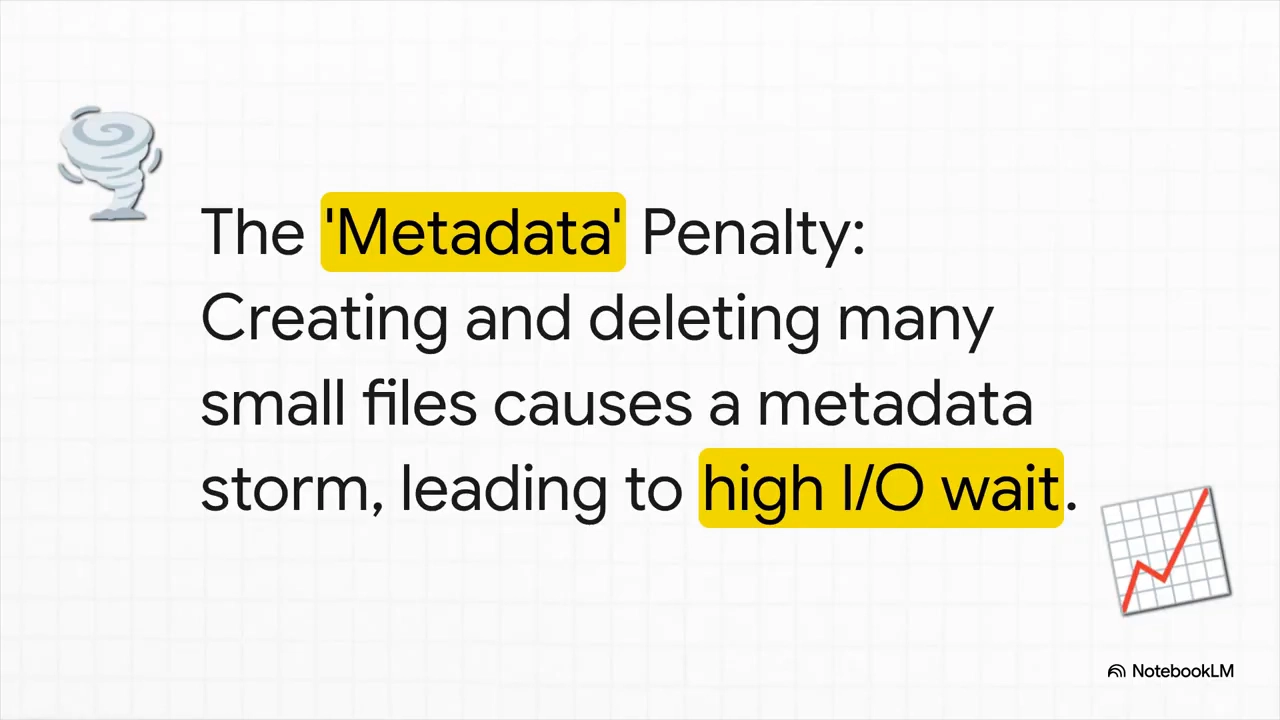 The 'Metadata' Penalty:
Creating and deleting many
small files causes a metadata
storm, leading to high I/O wait.
NotebookLM